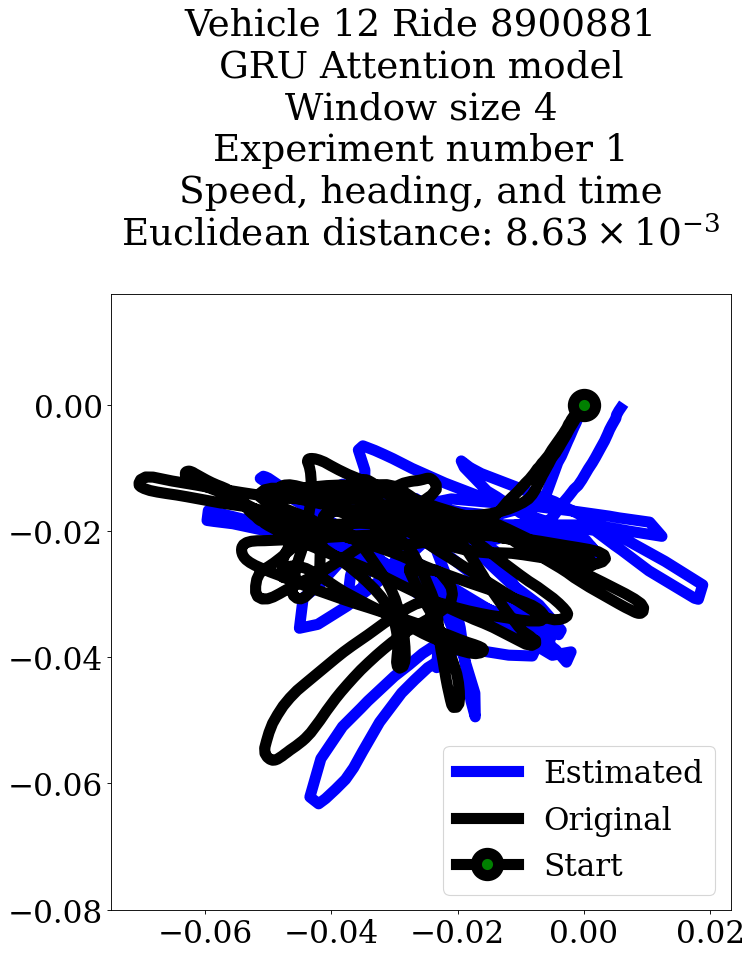 Vehicle 12 Ride 8900881
GRU Attention model
Window size 4
Experiment number 1
Speed, heading, and time
Euclidean distance: 8.63 × 10⁻³
0.00
−0.02
−0.04
−0.06
−0.08
Estimated
Original
Start
−0.06 −0.04 −0.02 0.00 0.02